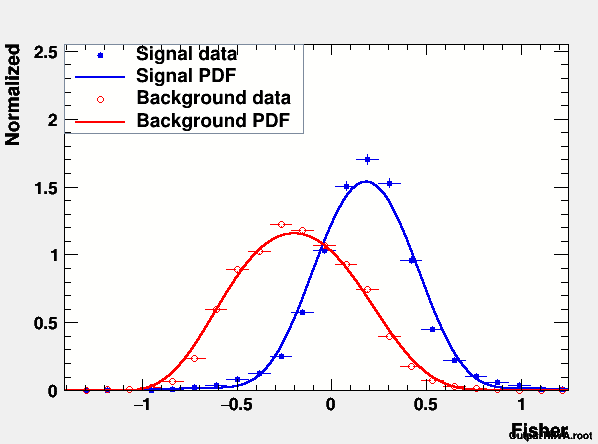 Normalized
2.5
2
1.5
1
0.5
0
Signal data
Signal PDF
Background data
Background PDF
−1 −0.5 0 0.5 1
Fisher